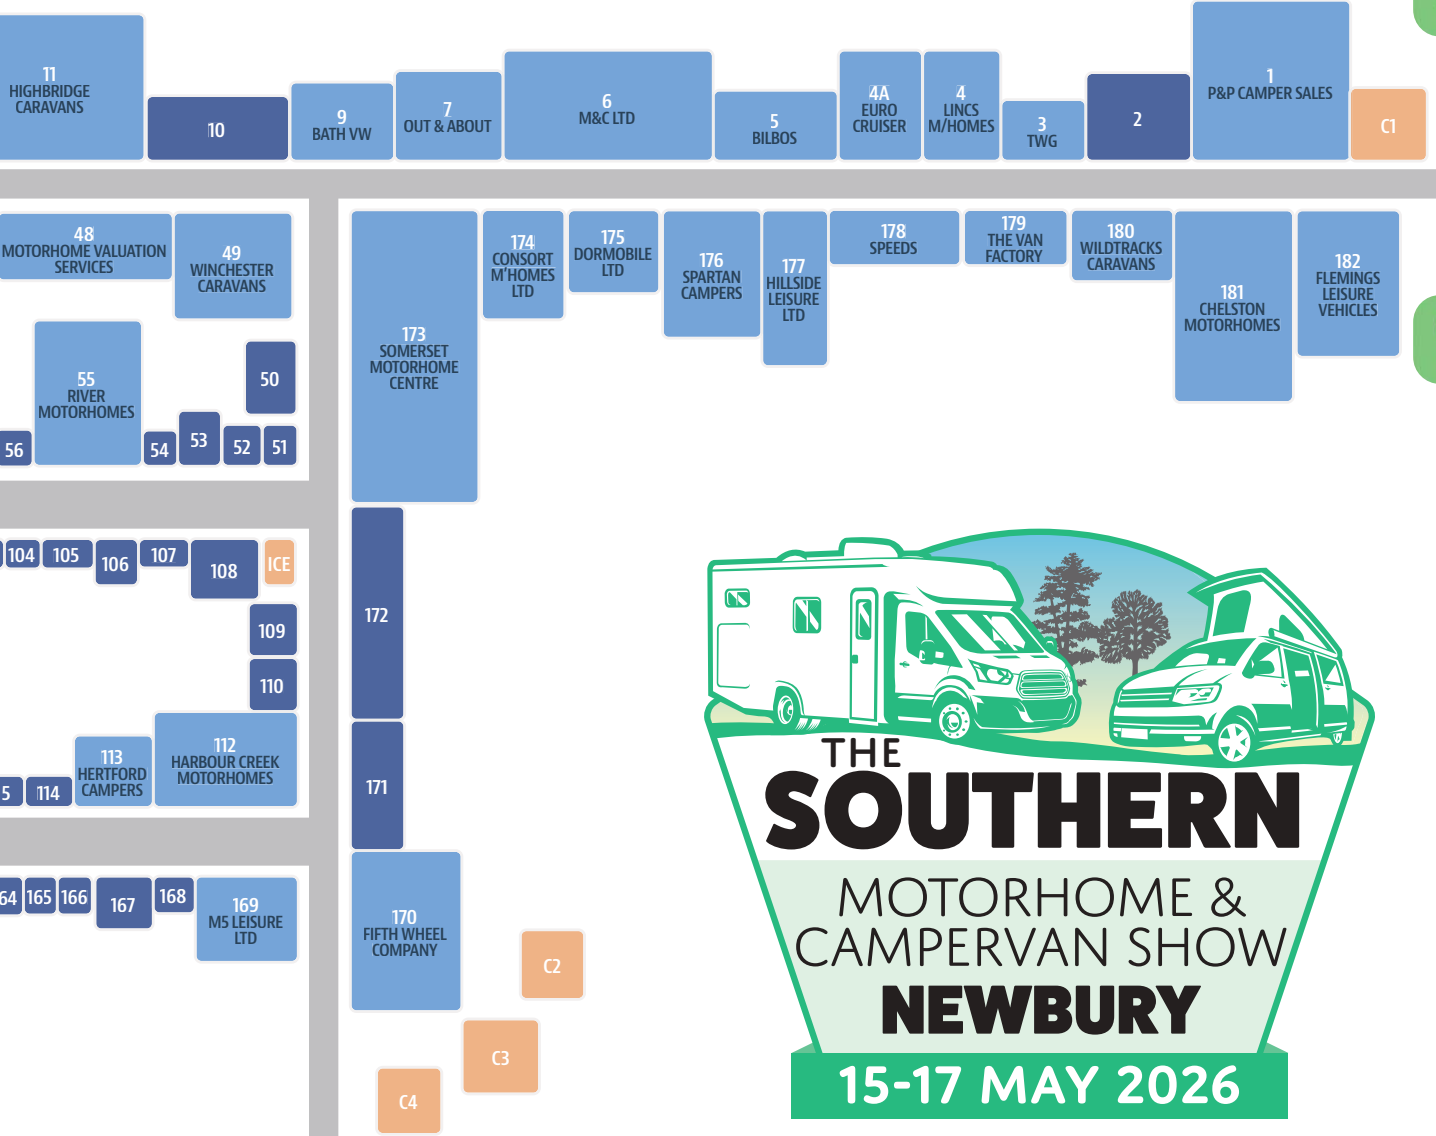 11
HIGHBRIDGE
CARAVANS
10
9
BATH VW
7
OUT & ABOUT
6
M&C LTD
5
BILBOS
4A
EURO
CRUISER
4
LINCS
M/HOMES
3
TWG
2
1
P&P CAMPER SALES
C1
48
MOTORHOME VALUATION
SERVICES
49
WINCHESTER
CARAVANS
173
SOMERSET
MOTORHOME
CENTRE
174
CONSORT
M'HOMES
LTD
175
DORMOBILE
LTD
176
SPARTAN
CAMPERS
177
HILLSIDE
LEISURE
LTD
178
SPEEDS
179
THE VAN
FACTORY
180
WILDTRACKS
CARAVANS
181
CHELSTON
MOTORHOMES
182
FLEMINGS
LEISURE
VEHICLES
55
RIVER
MOTORHOMES
50
56
54
53
52
51
104
105
106
107
108
ICE
109
110
172
171
5
114
113
HERTFORD
CAMPERS
112
HARBOUR CREEK
MOTORHOMES
64
165
166
167
168
169
M5 LEISURE
LTD
170
FIFTH WHEEL
COMPANY
C2
C3
C4
THE
SOUTHERN
MOTORHOME &
CAMPERVAN SHOW
NEWBURY
15-17 MAY 2026